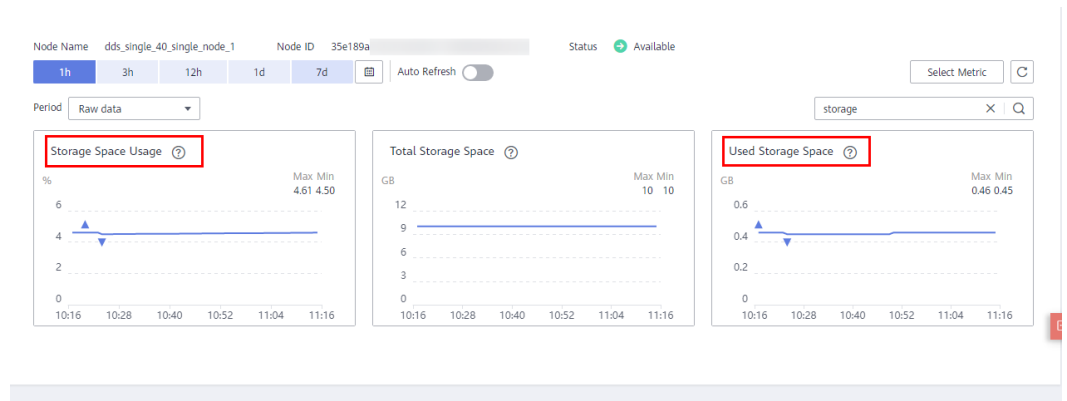 Node Name dds_single_40_single_node_1 Node ID 35e189a Status Available
1h 3h 12h 1d 7d Auto Refresh Select Metric
Period Raw data storage
Storage Space Usage ?
% Max Min
4.61 4.50
6
4
2
0
10:16 10:28 10:40 10:52 11:04 11:16
Total Storage Space ?
GB Max Min
10 10
12
9
6
3
0
10:16 10:28 10:40 10:52 11:04 11:16
Used Storage Space ?
GB Max Min
0.46 0.45
0.6
0.4
0.2
0
10:16 10:28 10:40 10:52 11:04 11:16